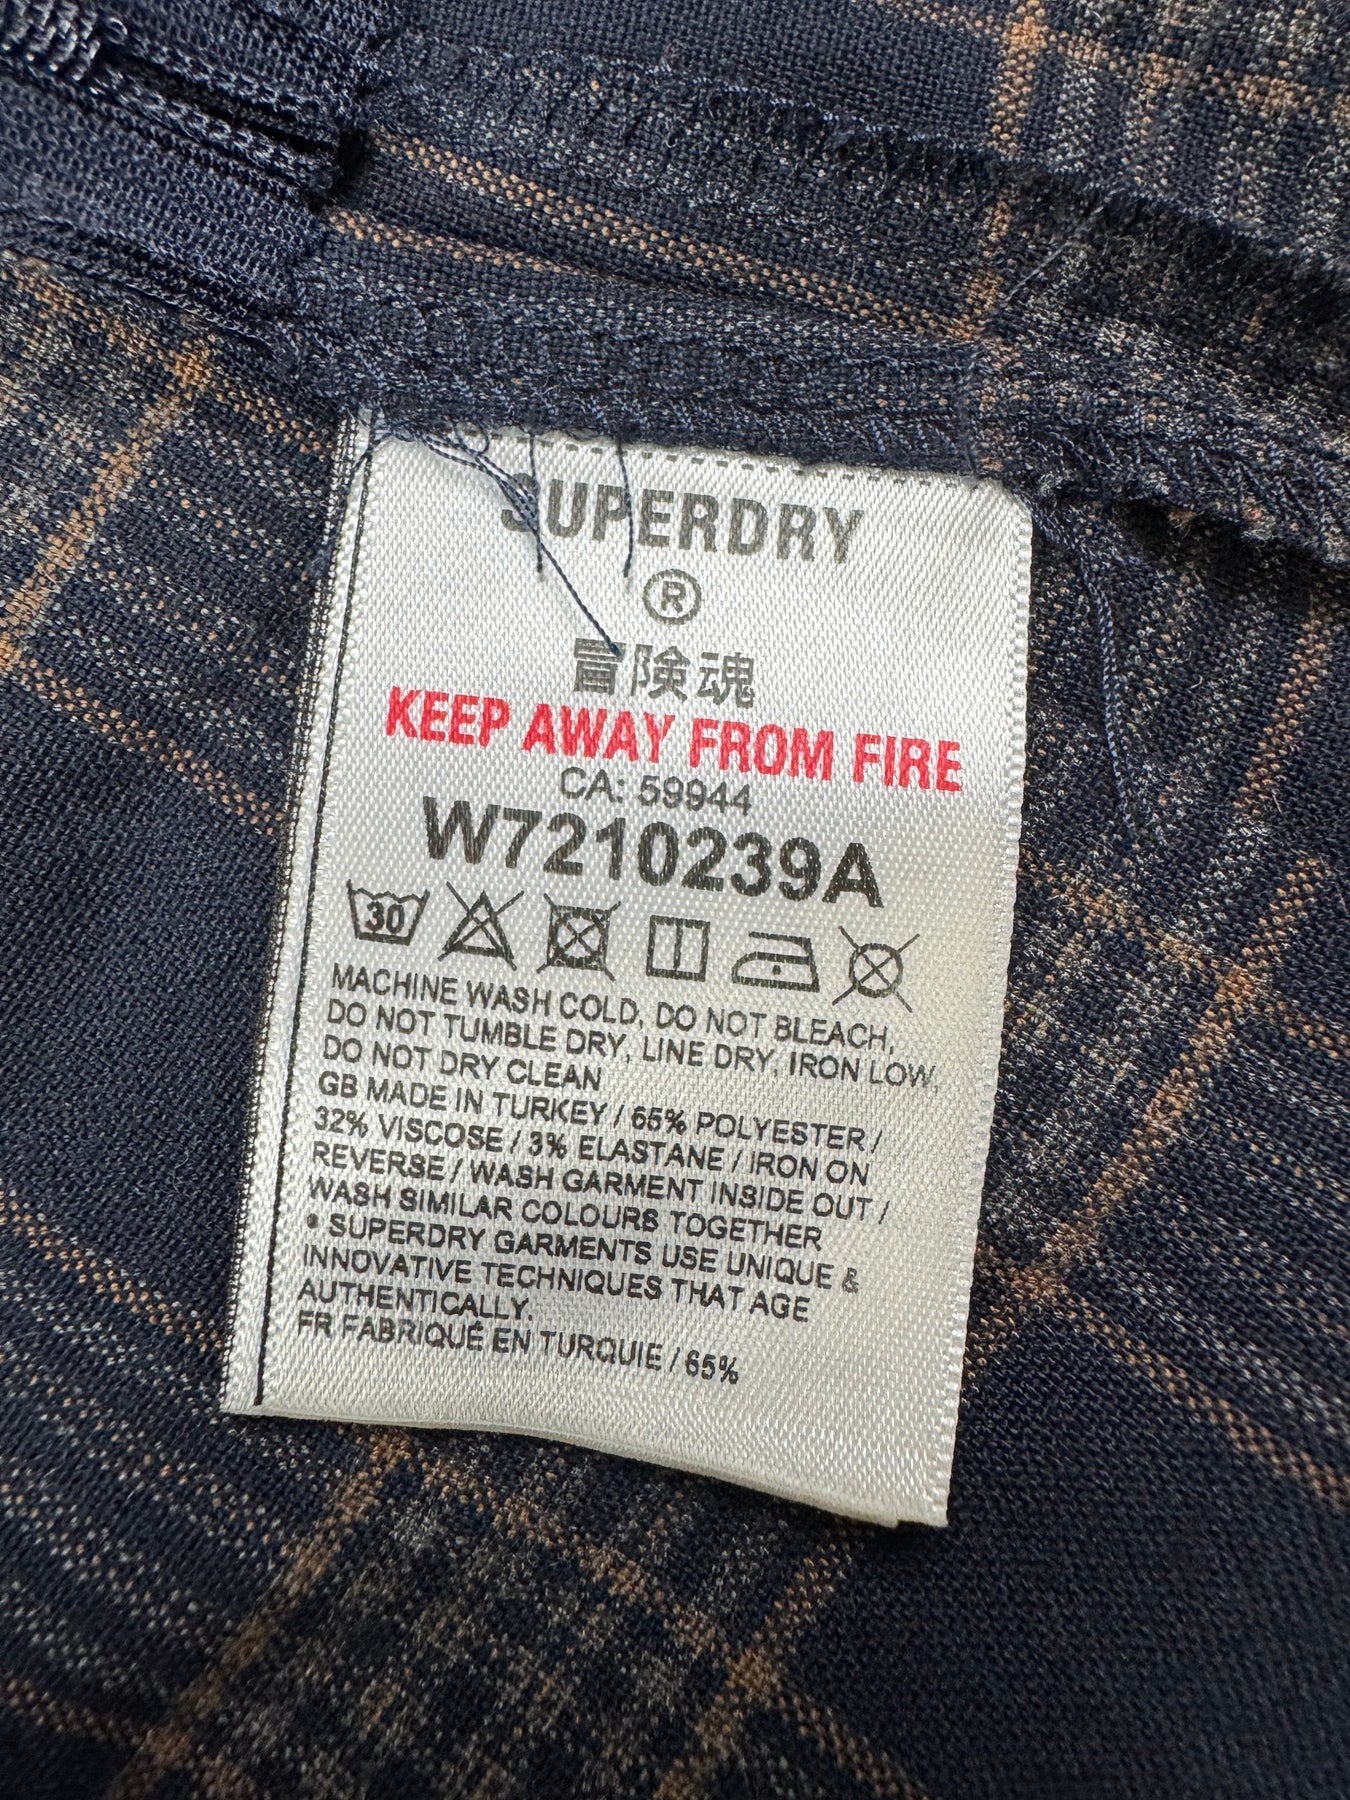 SUPERDRY
®
冒険魂
KEEP AWAY FROM FIRE
CA: 59944
W7210239A
30
MACHINE WASH COLD, DO NOT BLEACH,
DO NOT TUMBLE DRY, LINE DRY, IRON LOW,
DO NOT DRY CLEAN
GB MADE IN TURKEY / 65% POLYESTER /
32% VISCOSE / 3% ELASTANE / IRON ON
REVERSE / WASH GARMENT INSIDE OUT /
WASH SIMILAR COLOURS TOGETHER
• SUPERDRY GARMENTS USE UNIQUE &
INNOVATIVE TECHNIQUES THAT AGE
AUTHENTICALLY.
FR FABRIQUÉ EN TURQUIE / 65%